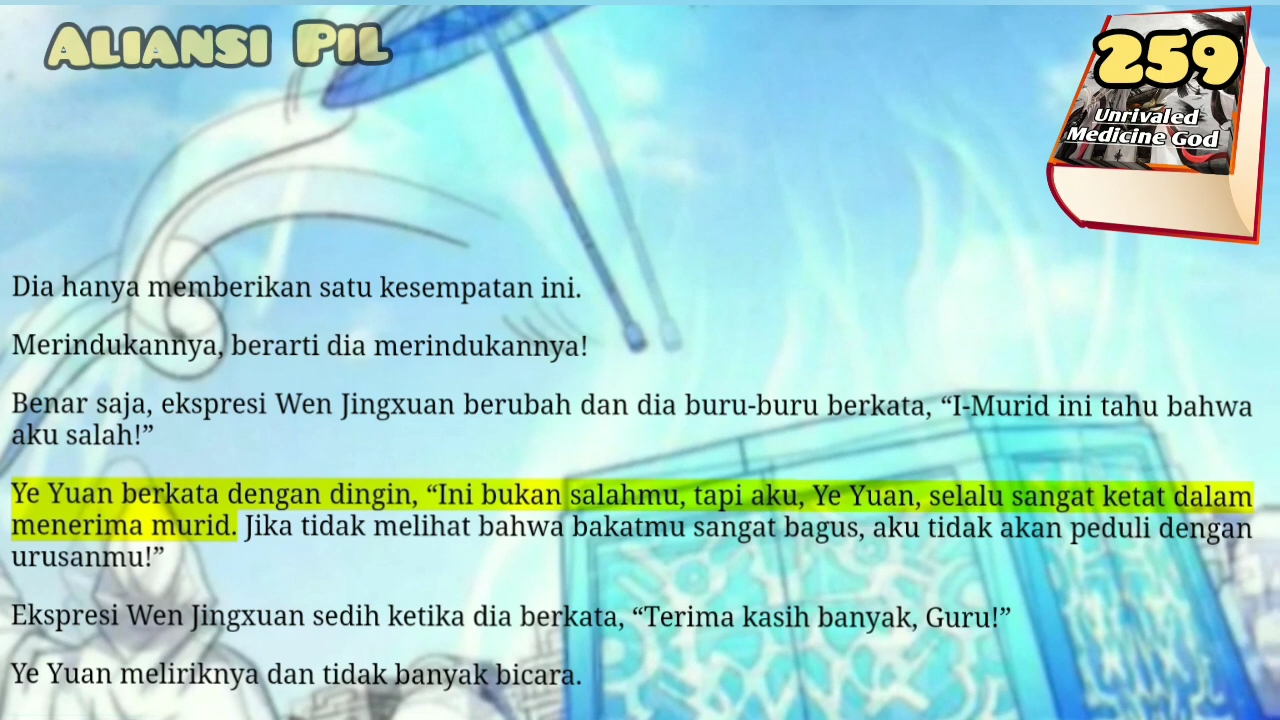 Aliansi Pil
259
Unrivaled
Medicine God
Dia hanya memberikan satu kesempatan ini.
Merindukannya, berarti dia merindukannya!
Benar saja, ekspresi Wen Jingxuan berubah dan dia buru-buru berkata, “I-Murid ini tahu bahwa
aku salah!”
Ye Yuan berkata dengan dingin, “Ini bukan salahmu, tapi aku, Ye Yuan, selalu sangat ketat dalam
menerima murid. Jika tidak melihat bahwa bakatmu sangat bagus, aku tidak akan peduli dengan
urusanmu!”
Ekspresi Wen Jingxuan sedih ketika dia berkata, “Terima kasih banyak, Guru!”
Ye Yuan meliriknya dan tidak banyak bicara.